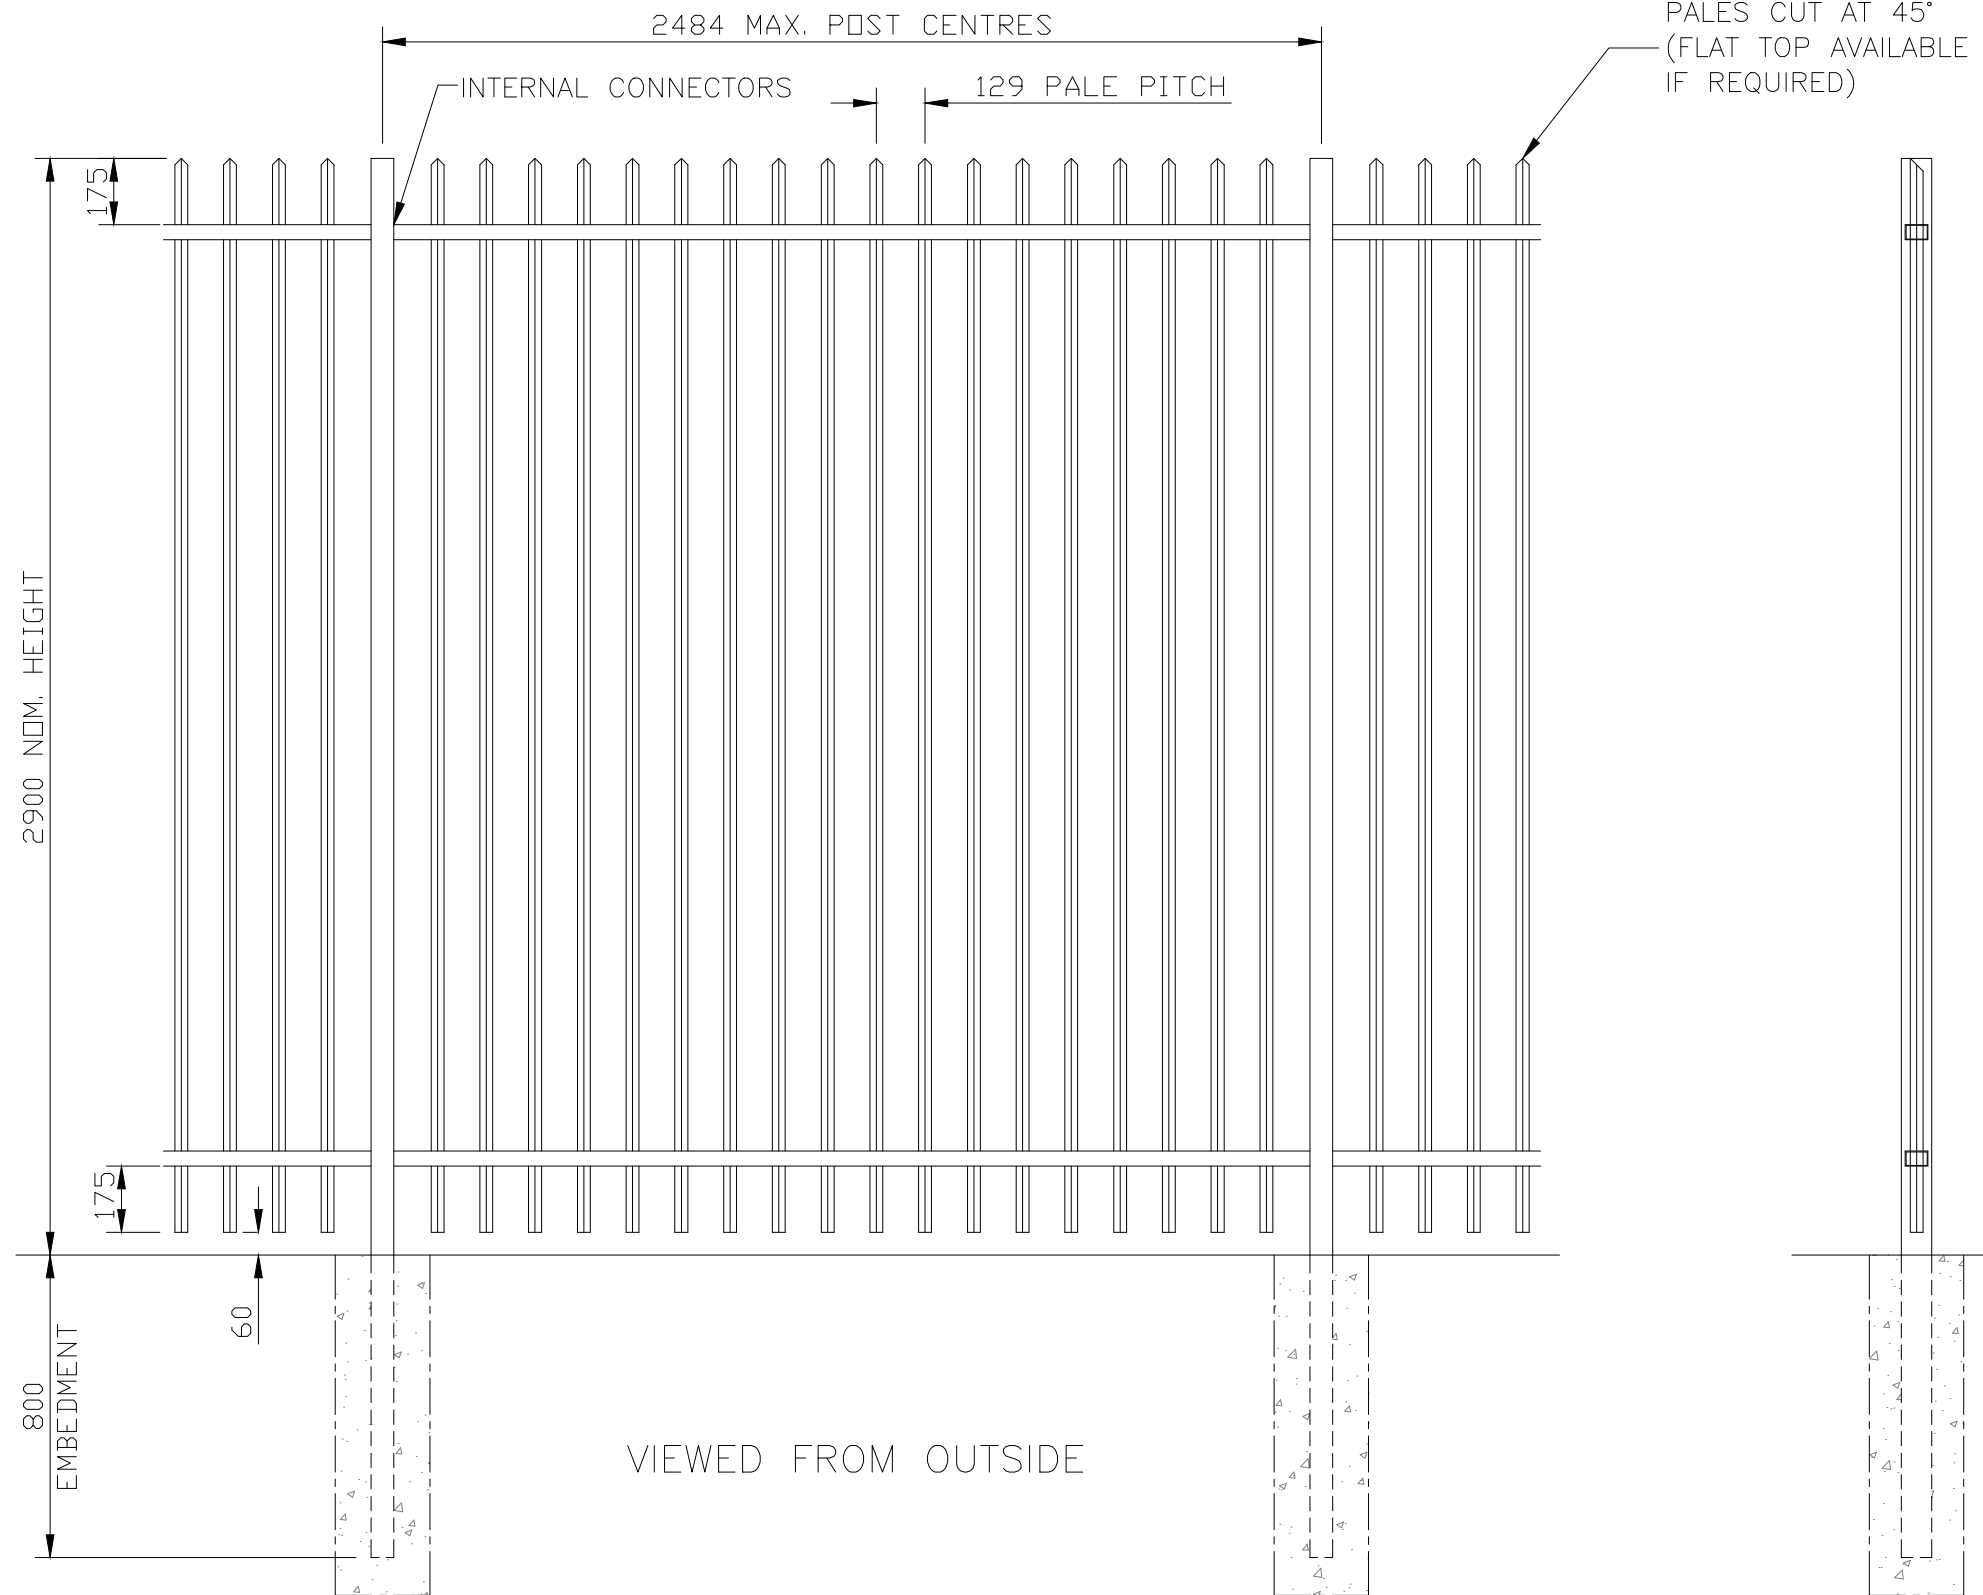 2484 MAX. POST CENTRES
PALES CUT AT 45°
(FLAT TOP AVAILABLE
IF REQUIRED)
INTERNAL CONNECTORS
129 PALE PITCH
175
2900 NOM. HEIGHT
175
60
800
EMBEDMENT
VIEWED FROM OUTSIDE